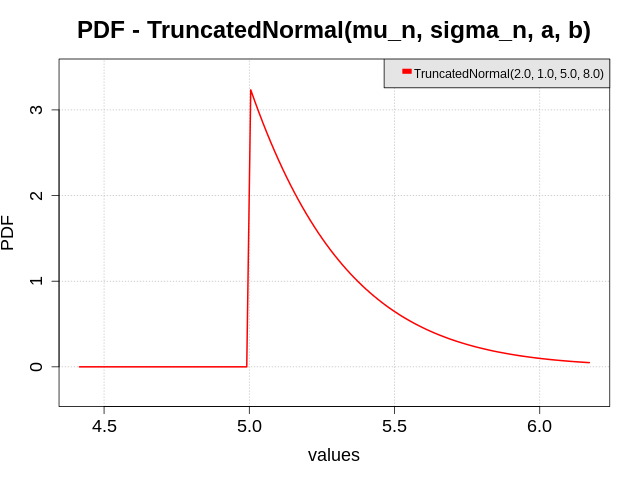 PDF - TruncatedNormal(mu_n, sigma_n, a, b)
TruncatedNormal(2.0, 1.0, 5.0, 8.0)
3
2
1
0
PDF
4.5 5.0 5.5 6.0
values